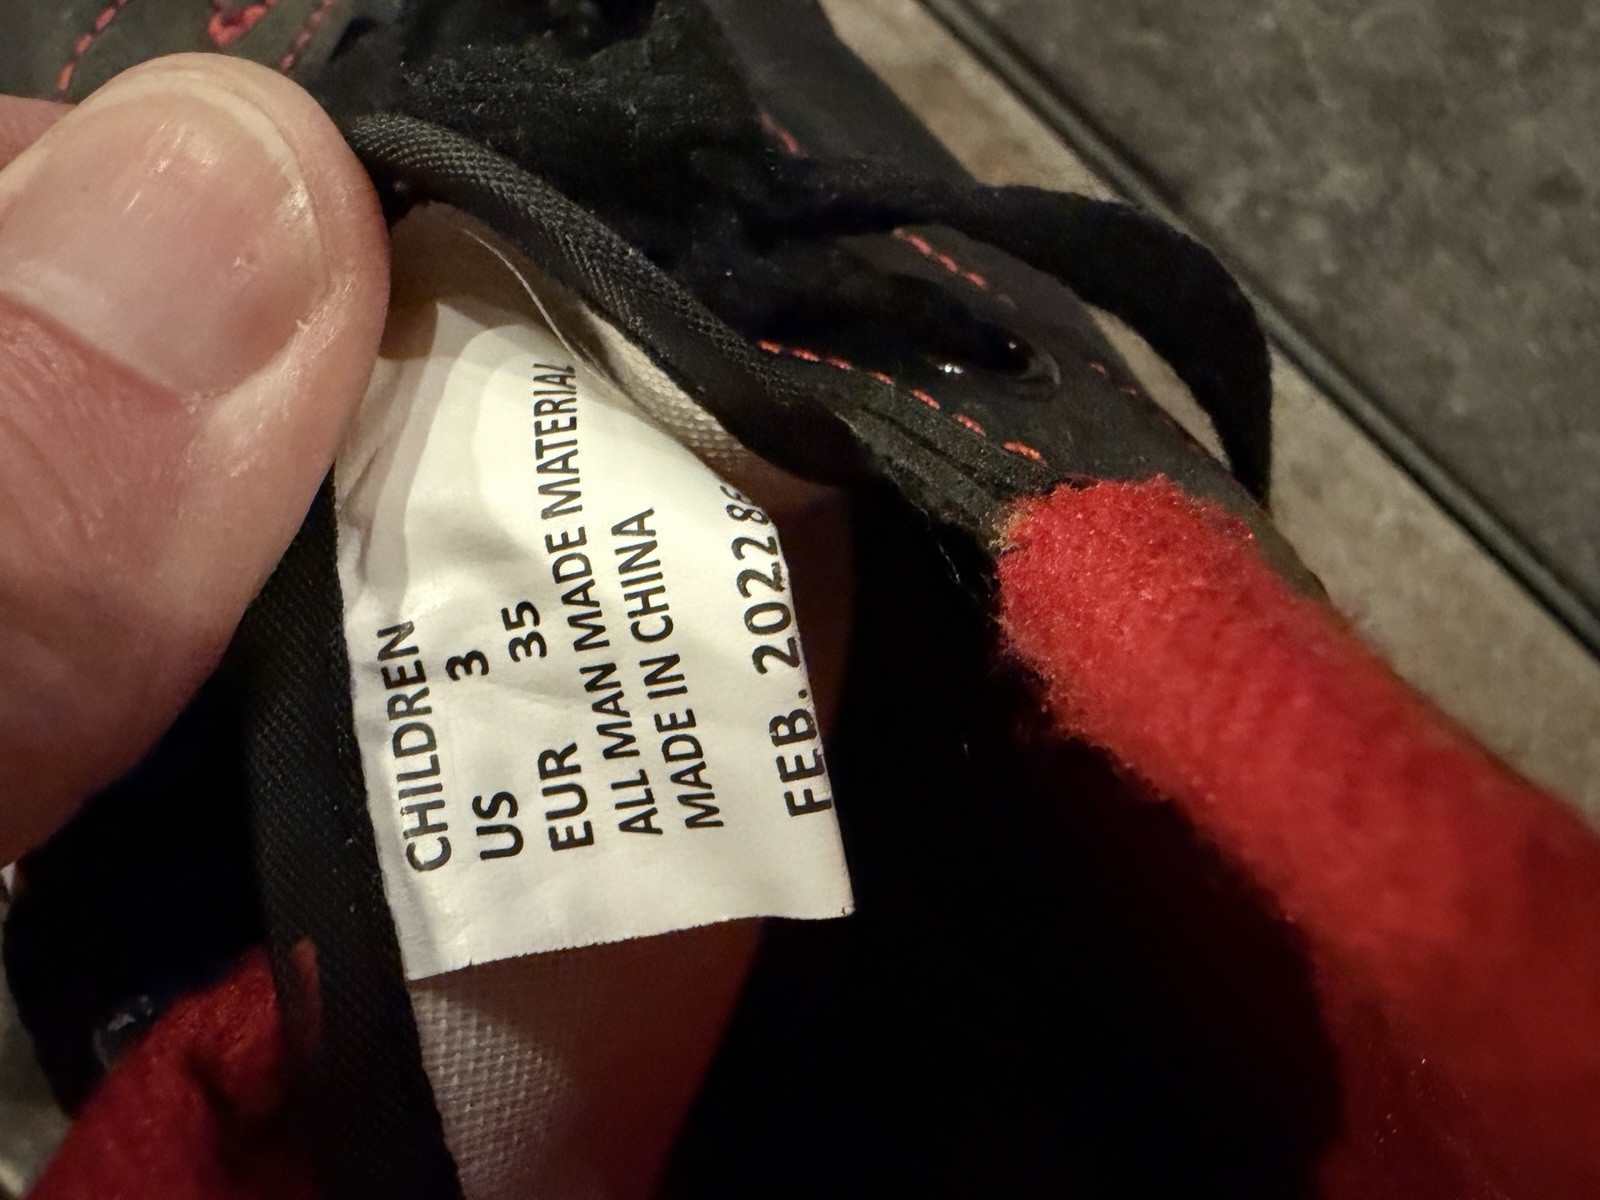 CHILDREN
US 3
EUR 35
ALL MAN MADE MATERIAL
MADE IN CHINA
FEB. 2022